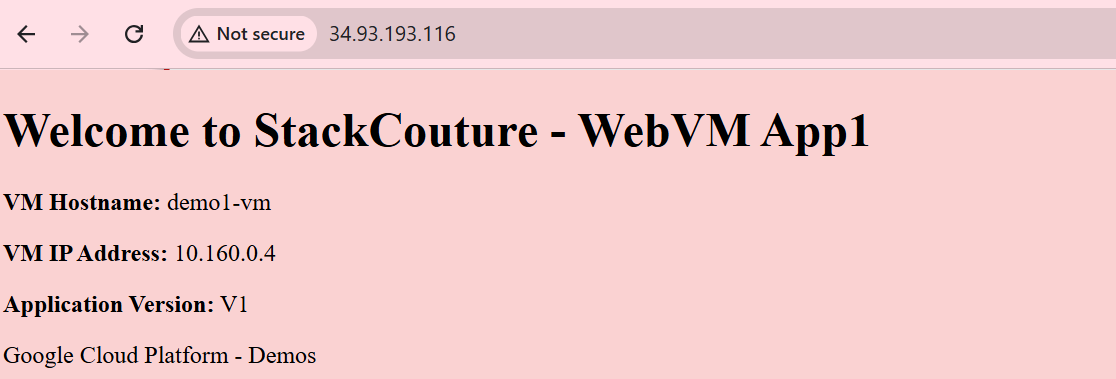 Not secure 34.93.193.116
Welcome to StackCouture - WebVM App1
VM Hostname: demo1-vm
VM IP Address: 10.160.0.4
Application Version: V1
Google Cloud Platform - Demos